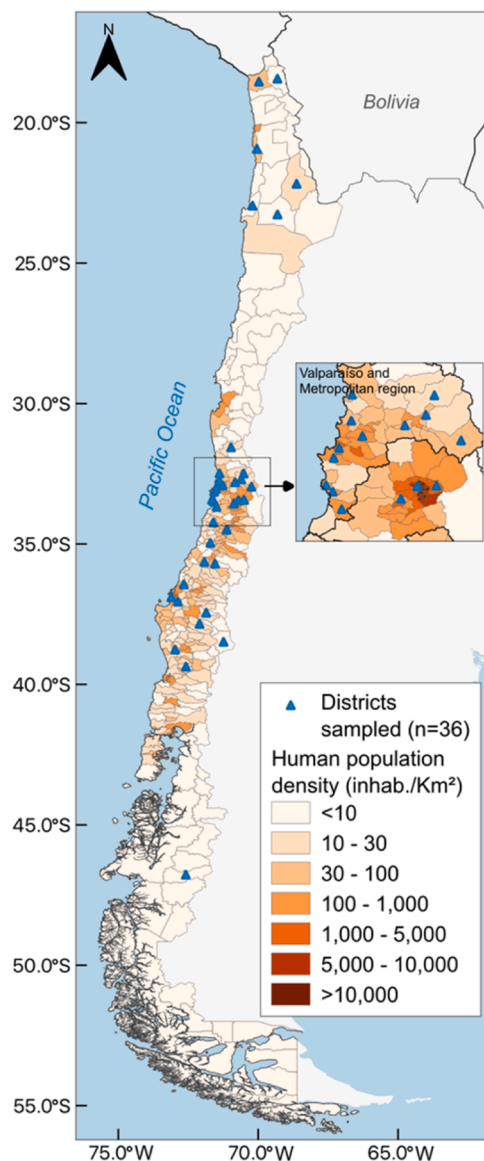 N
Bolivia
20.0°S
25.0°S
30.0°S
35.0°S
40.0°S
45.0°S
50.0°S
55.0°S
Pacific Ocean
Valparaíso and
Metropolitan region
Districts
sampled (n=36)
Human population
density (inhab./Km²)
<10
10 - 30
30 - 100
100 - 1,000
1,000 - 5,000
5,000 - 10,000
>10,000
75.0°W
70.0°W
65.0°W